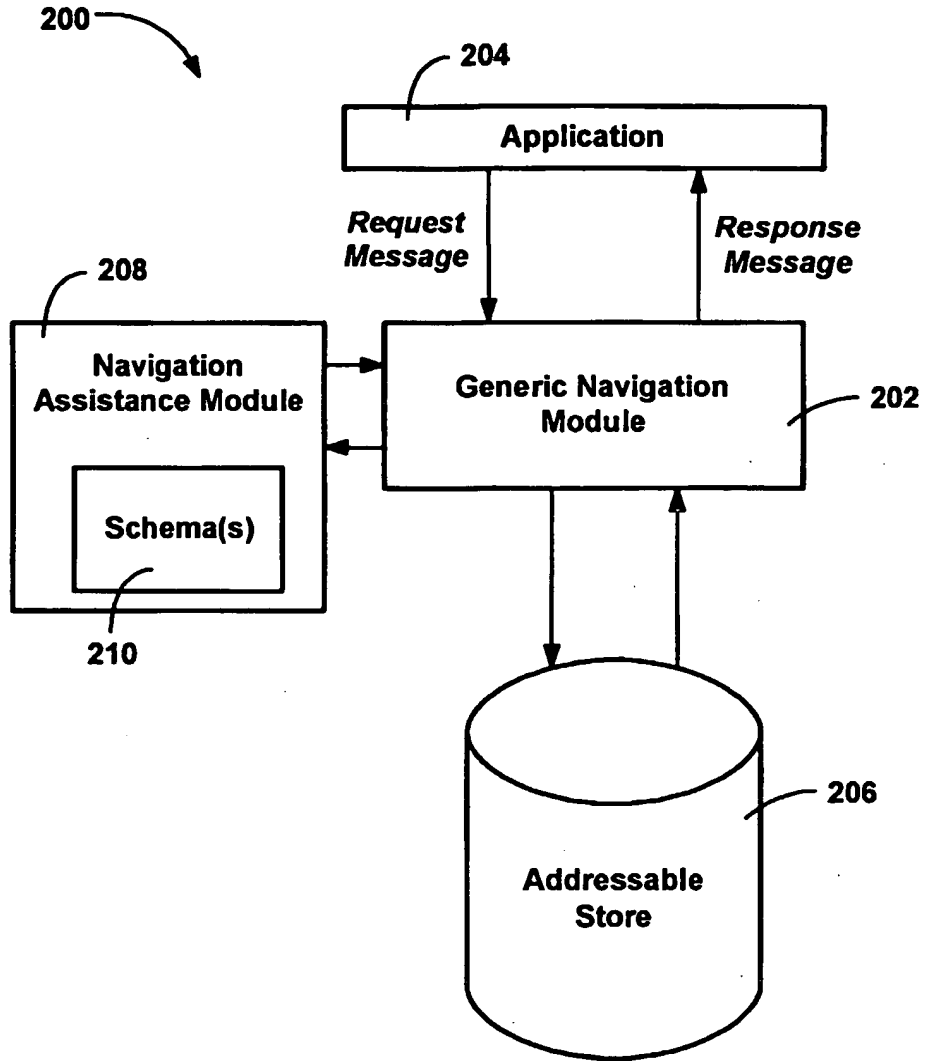 200
204
Application
Request
Message
Response
Message
208
Navigation
Assistance Module
Generic Navigation
Module
202
Schema(s)
210
206
Addressable
Store